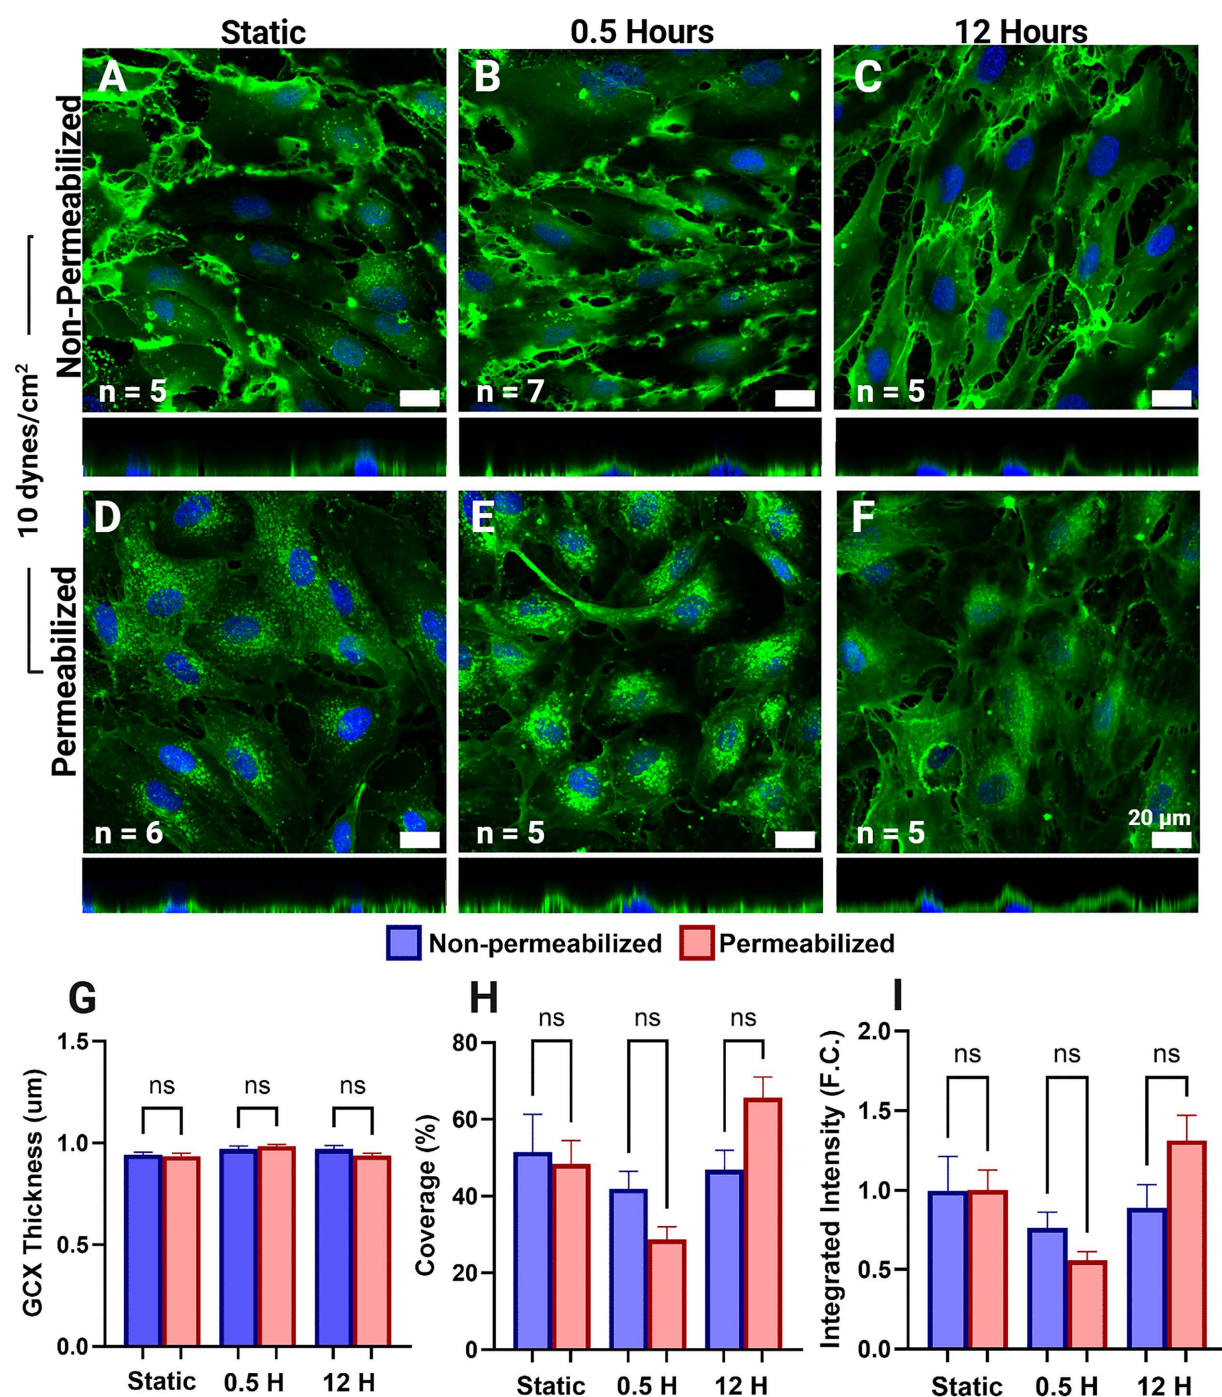 Static 0.5 Hours 12 Hours
10 dynes/cm²
Non-Permeabilized
A
n = 5
B
n = 7
C
n = 5
Permeabilized
D
n = 6
E
n = 5
F
n = 5
20 µm
Non-permeabilized Permeabilized
G
GCX Thickness (um)
1.5
1.0
0.5
0.0
ns ns ns
Static 0.5 H 12 H
H
Coverage (%)
80
60
40
20
0
ns ns ns
Static 0.5 H 12 H
I
Integrated Intensity (F.C.)
2.0
1.5
1.0
0.5
0.0
ns ns ns
Static 0.5 H 12 H